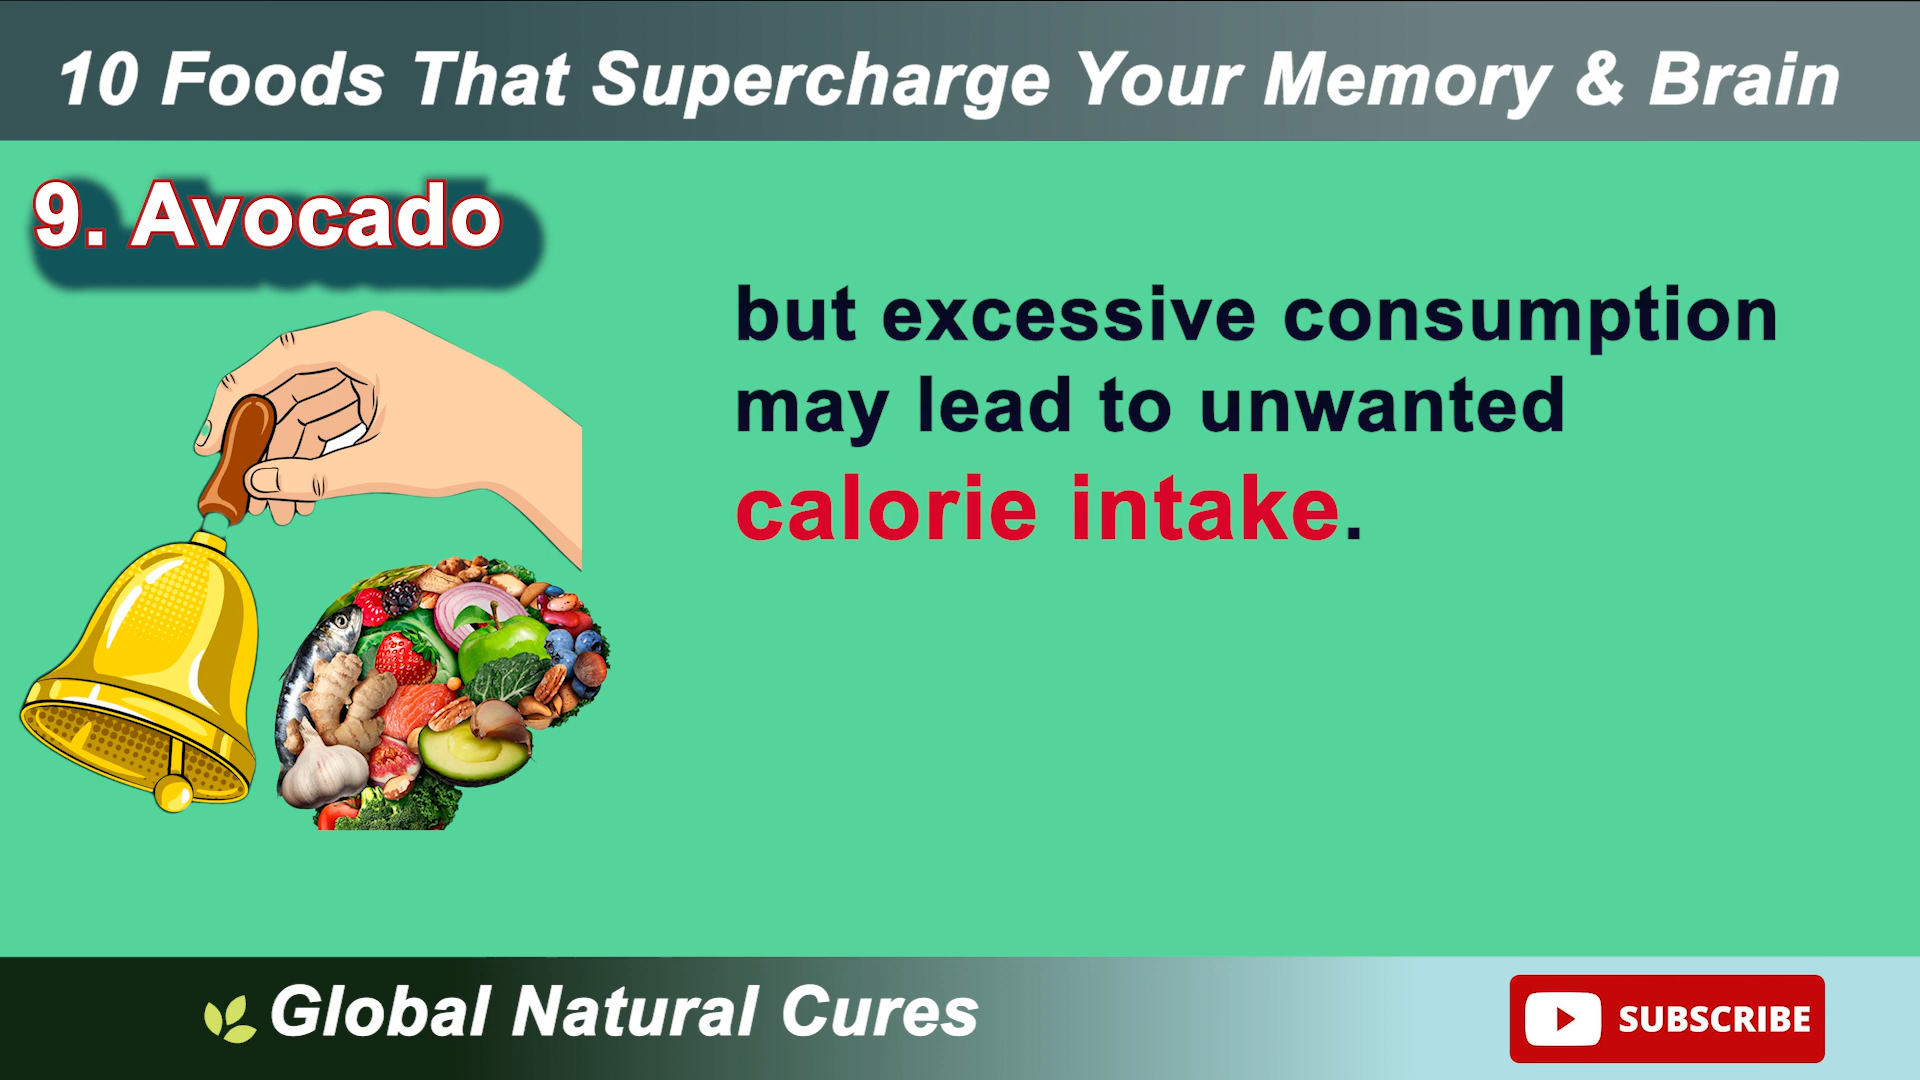 10 Foods That Supercharge Your Memory & Brain
9. Avocado
but excessive consumption
may lead to unwanted
calorie intake.
Global Natural Cures
SUBSCRIBE